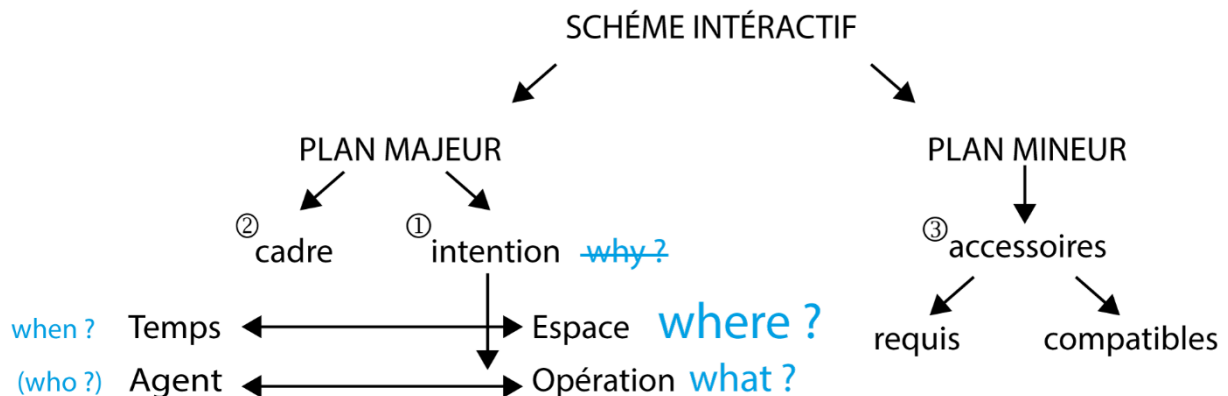 SCHÉME INTÉRACTIF
PLAN MAJEUR PLAN MINEUR
② cadre ① intention why ? ③ accessoires
when ? Temps Espace where ? requis compatibles
(who ?) Agent Opération what ?